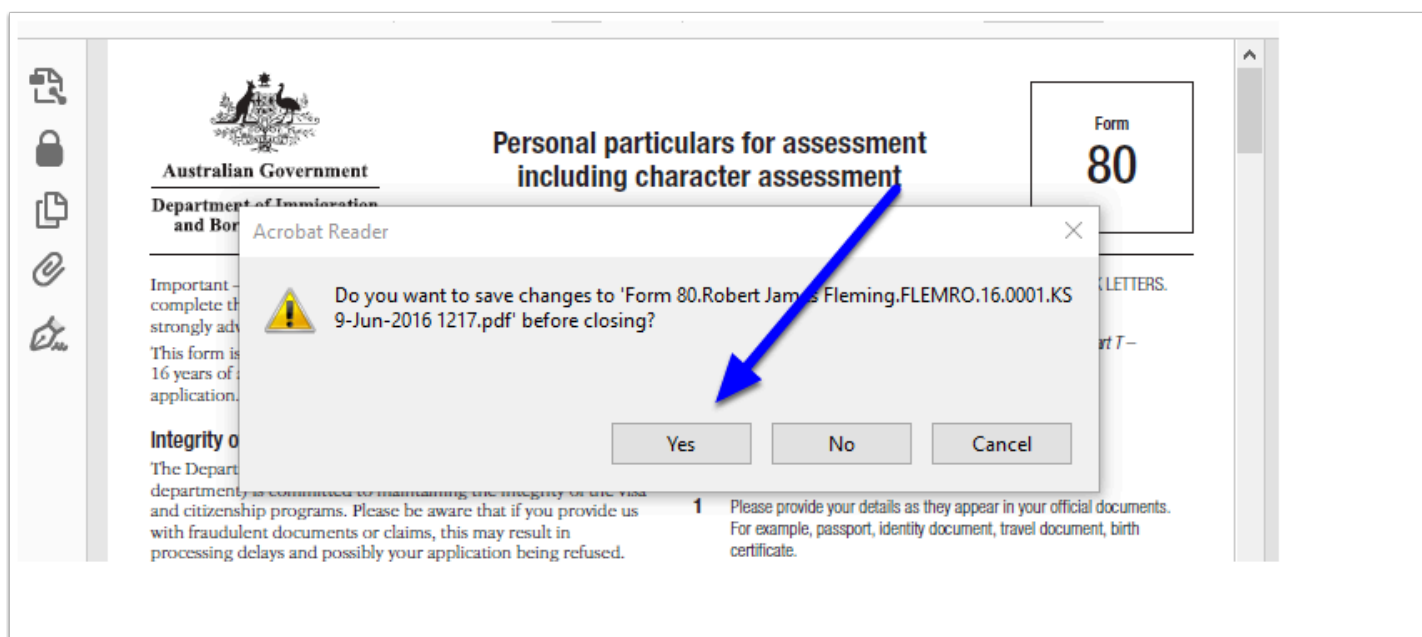 Australian Government
Department of Immigration
and Bor
Personal particulars for assessment
including character assessment
Form
80
Acrobat Reader
Do you want to save changes to 'Form 80.Robert James Fleming.FLEMRO.16.0001.KS
9-Jun-2016 1217.pdf' before closing?
Yes
No
Cancel
Important –
complete th
strongly adv
This form is
16 years of a
application.
Integrity o
The Depart
department) is committed to maintaining the integrity of the visa
and citizenship programs. Please be aware that if you provide us
with fraudulent documents or claims, this may result in
processing delays and possibly your application being refused.
LETTERS.
art T –
1 Please provide your details as they appear in your official documents.
For example, passport, identity document, travel document, birth
certificate.